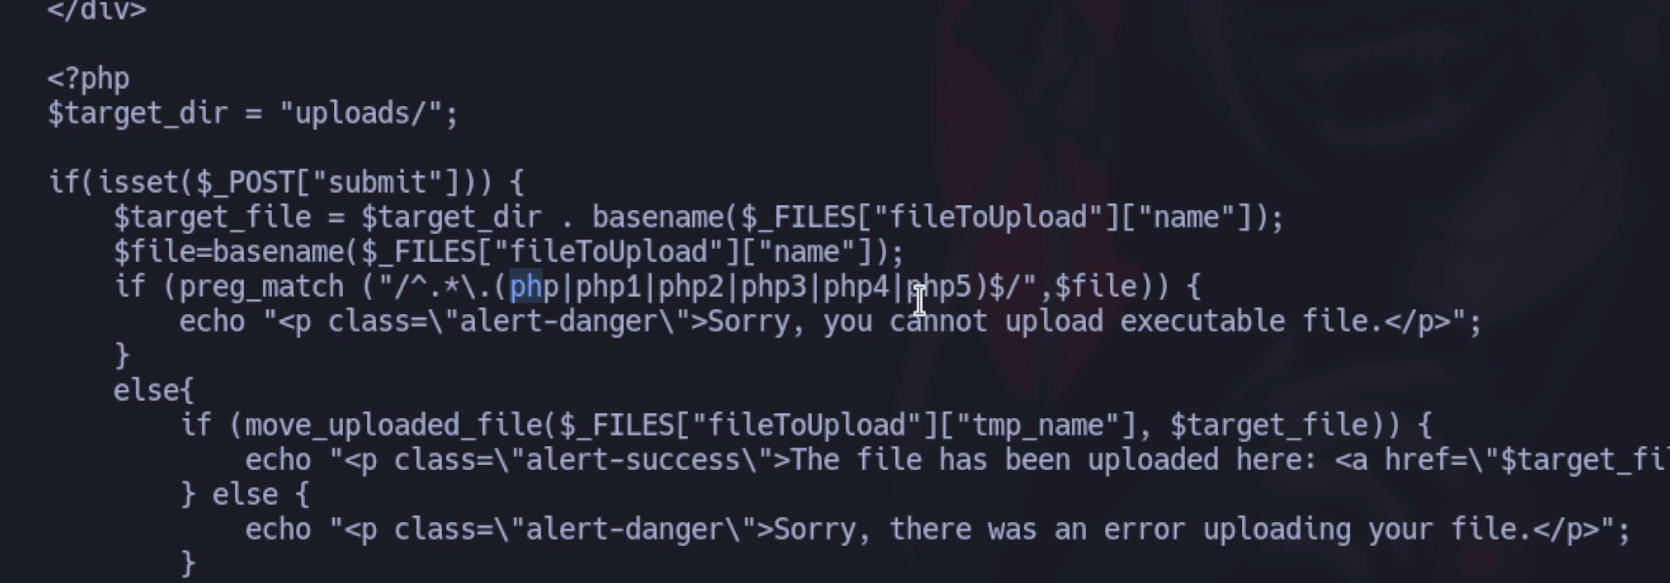 </div>
<?php
$target_dir = "uploads/";
if(isset($_POST["submit"])) {
$target_file = $target_dir . basename($_FILES["fileToUpload"]["name"]);
$file=basename($_FILES["fileToUpload"]["name"]);
if (preg_match ("/^.*\.(php|php1|php2|php3|php4|php5)$/",$file)) {
echo "<p class=\"alert-danger\">Sorry, you cannot upload executable file.</p>";
}
else{
if (move_uploaded_file($_FILES["fileToUpload"]["tmp_name"], $target_file)) {
echo "<p class=\"alert-success\">The file has been uploaded here: <a href=\"$target_fi
} else {
echo "<p class=\"alert-danger\">Sorry, there was an error uploading your file.</p>";
}